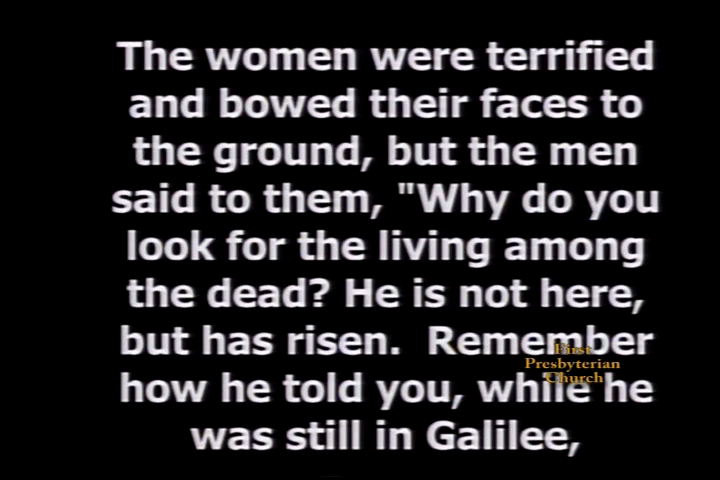 The women were terrified
and bowed their faces to
the ground, but the men
said to them, "Why do you
look for the living among
the dead? He is not here,
but has risen.  Remember
how he told you, while he
was still in Galilee,
First
Presbyterian
Church